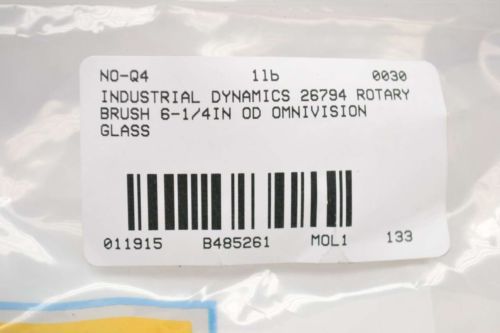 NO-Q4 1lb 0030
INDUSTRIAL DYNAMICS 26794 ROTARY
BRUSH 6-1/4IN OD OMNIVISION
GLASS
011915 B485261 MOL1 133